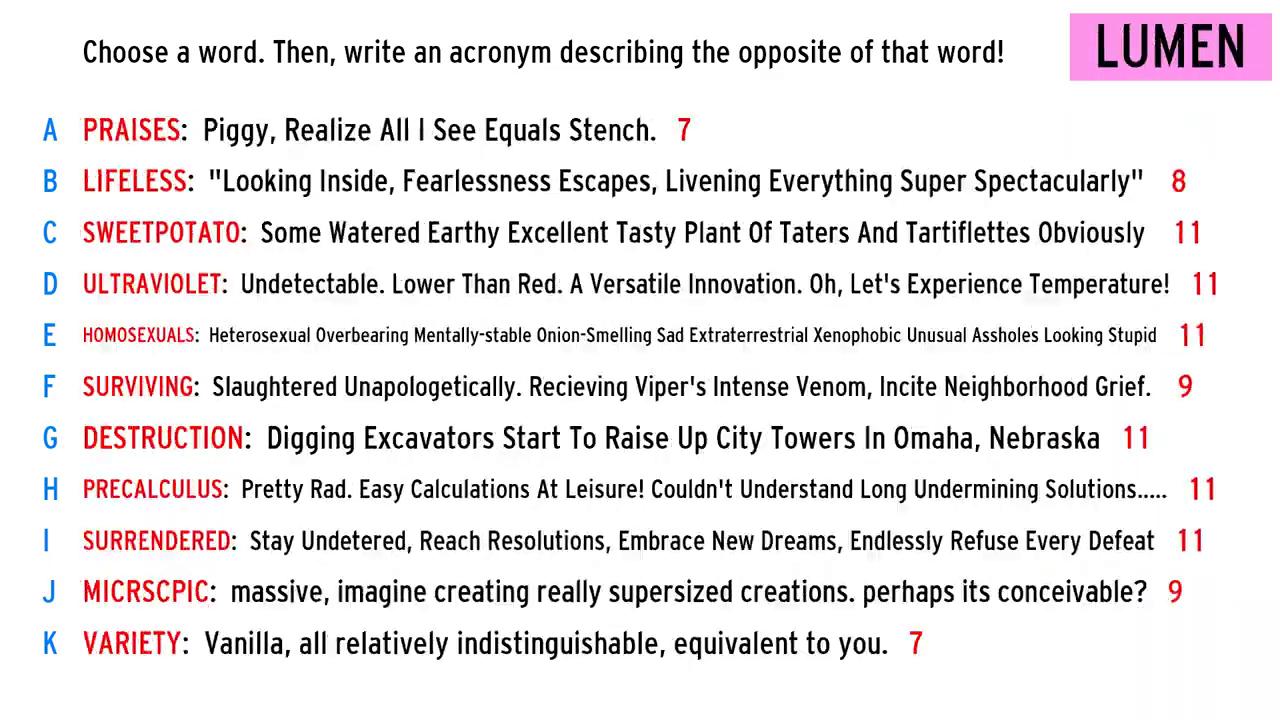 Choose a word. Then, write an acronym describing the opposite of that word!
LUMEN
A PRAISES: Piggy, Realize All I See Equals Stench. 7
B LIFELESS: "Looking Inside, Fearlessness Escapes, Livening Everything Super Spectacularly" 8
C SWEETPOTATO: Some Watered Earthy Excellent Tasty Plant Of Taters And Tartiflettes Obviously 11
D ULTRAVIOLET: Undetectable. Lower Than Red. A Versatile Innovation. Oh, Let's Experience Temperature! 11
E HOMOSEXUALS: Heterosexual Overbearing Mentally-stable Onion-Smelling Sad Extraterrestrial Xenophobic Unusual Assholes Looking Stupid 11
F SURVIVING: Slaughtered Unapologetically. Recieving Viper's Intense Venom, Incite Neighborhood Grief. 9
G DESTRUCTION: Digging Excavators Start To Raise Up City Towers In Omaha, Nebraska 11
H PRECALCULUS: Pretty Rad. Easy Calculations At Leisure! Couldn't Understand Long Undermining Solutions..... 11
I SURRENDERED: Stay Undetered, Reach Resolutions, Embrace New Dreams, Endlessly Refuse Every Defeat 11
J MICRSCPIC: massive, imagine creating really supersized creations. perhaps its conceivable? 9
K VARIETY: Vanilla, all relatively indistinguishable, equivalent to you. 7